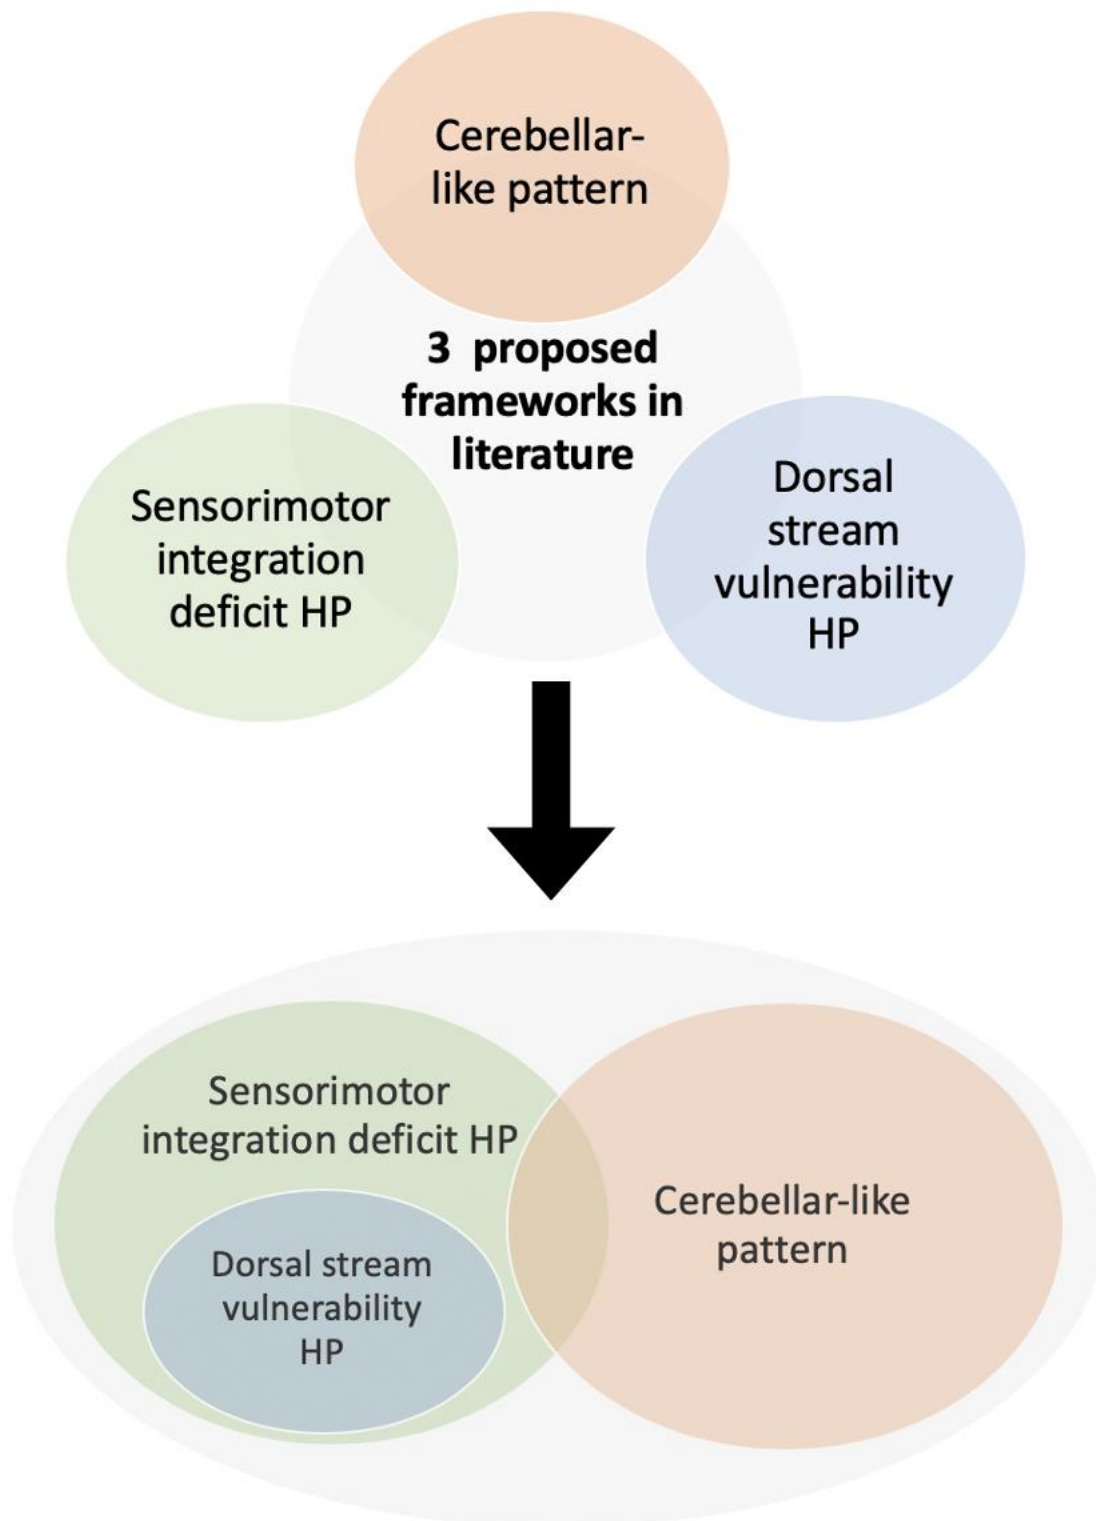 Cerebellar-
like pattern
3 proposed
frameworks in
literature
Sensorimotor
integration
deficit HP
Dorsal
stream
vulnerability
HP
Sensorimotor
integration deficit HP
Dorsal stream
vulnerability
HP
Cerebellar-like
pattern